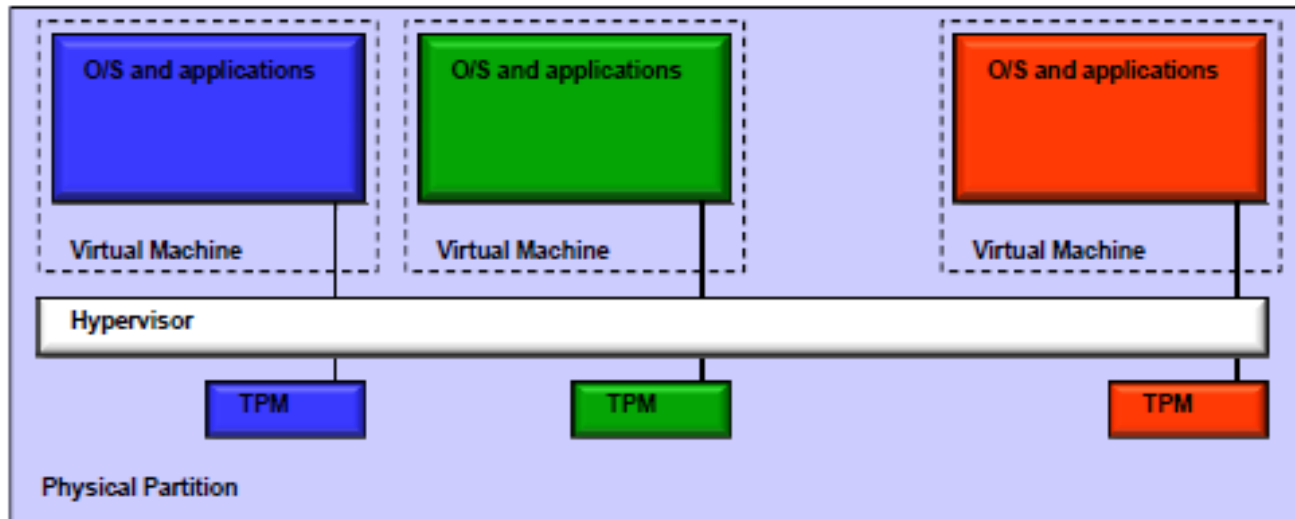 O/S and applications
O/S and applications
O/S and applications
Virtual Machine
Virtual Machine
Virtual Machine
Hypervisor
TPM
TPM
TPM
Physical Partition